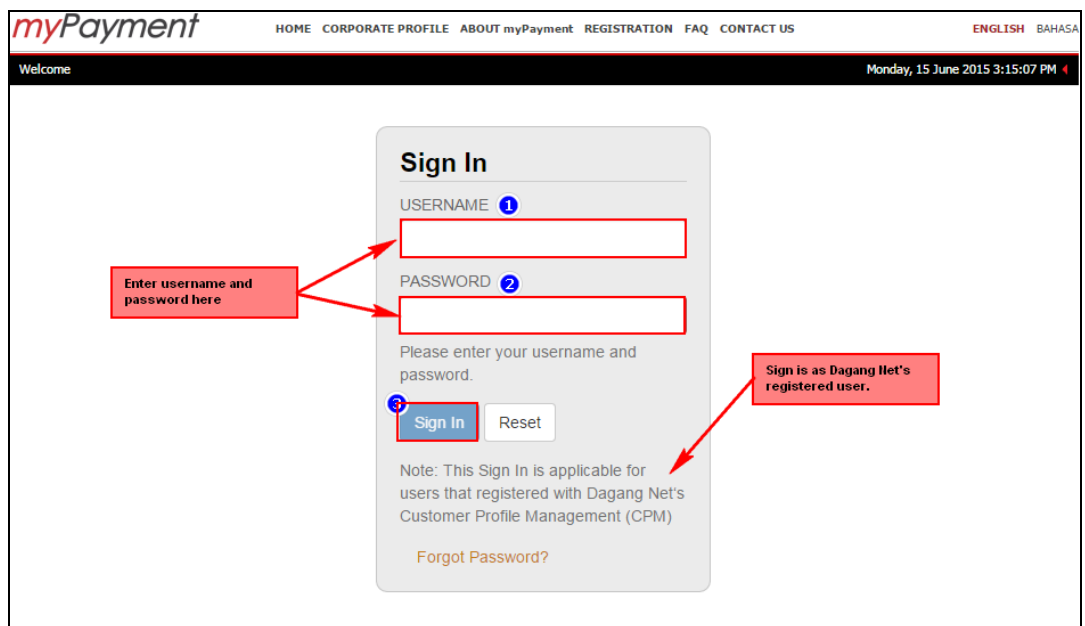 myPayment
HOME CORPORATE PROFILE ABOUT myPayment REGISTRATION FAQ CONTACT US ENGLISH BAHASA
Welcome Monday, 15 June 2015 3:15:07 PM
Sign In
USERNAME 1
Enter username and
password here
PASSWORD 2
Please enter your username and
password.
Sign is as Dagang Net's
registered user.
3
Sign In Reset
Note: This Sign In is applicable for
users that registered with Dagang Net's
Customer Profile Management (CPM)
Forgot Password?